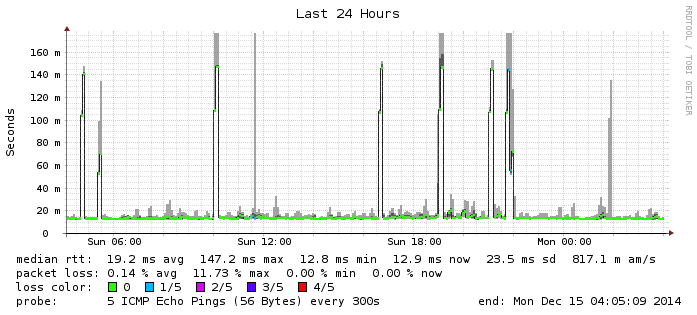 Last 24 Hours
RRDTOOL / TOBI OETIKER
Seconds
160 m
140 m
120 m
100 m
80 m
60 m
40 m
20 m
0
Sun 06:00 Sun 12:00 Sun 18:00 Mon 00:00
median rtt: 19.2 ms avg 147.2 ms max 12.8 ms min 12.9 ms now 23.5 ms sd 817.1 m am/s
packet loss: 0.14 % avg 11.73 % max 0.00 % min 0.00 % now
loss color: 0 1/5 2/5 3/5 4/5
probe: 5 ICMP Echo Pings (56 Bytes) every 300s end: Mon Dec 15 04:05:09 2014